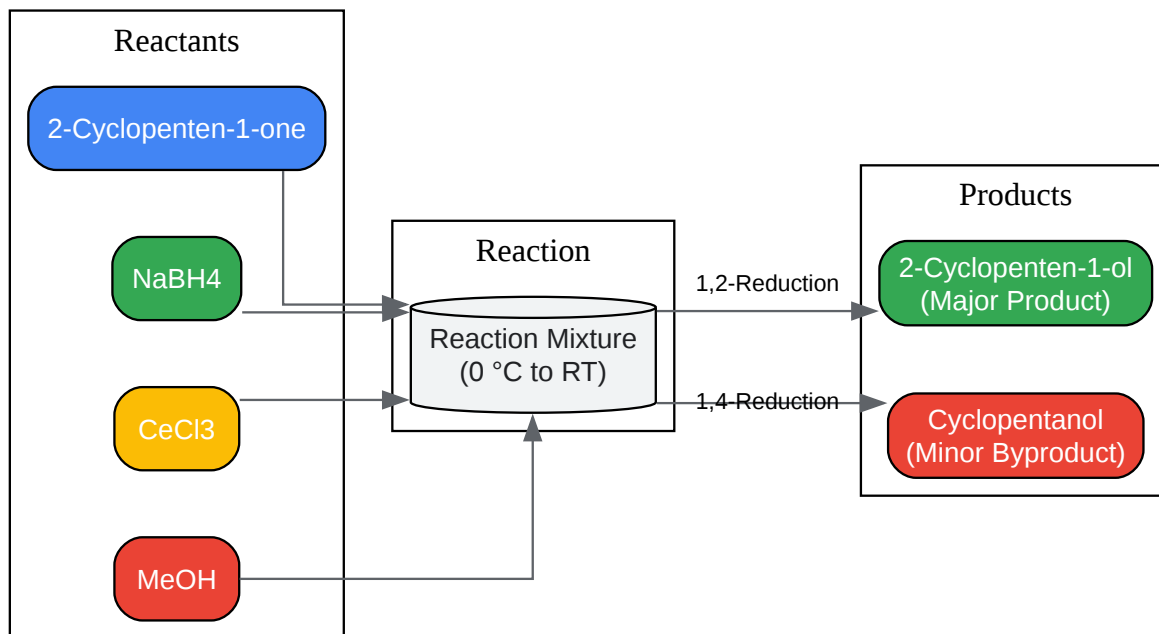 Reactants
2-Cyclopenten-1-one
NaBH4
CeCl3
MeOH
Reaction
Reaction Mixture
(0 °C to RT)
1,2-Reduction
1,4-Reduction
Products
2-Cyclopenten-1-ol
(Major Product)
Cyclopentanol
(Minor Byproduct)